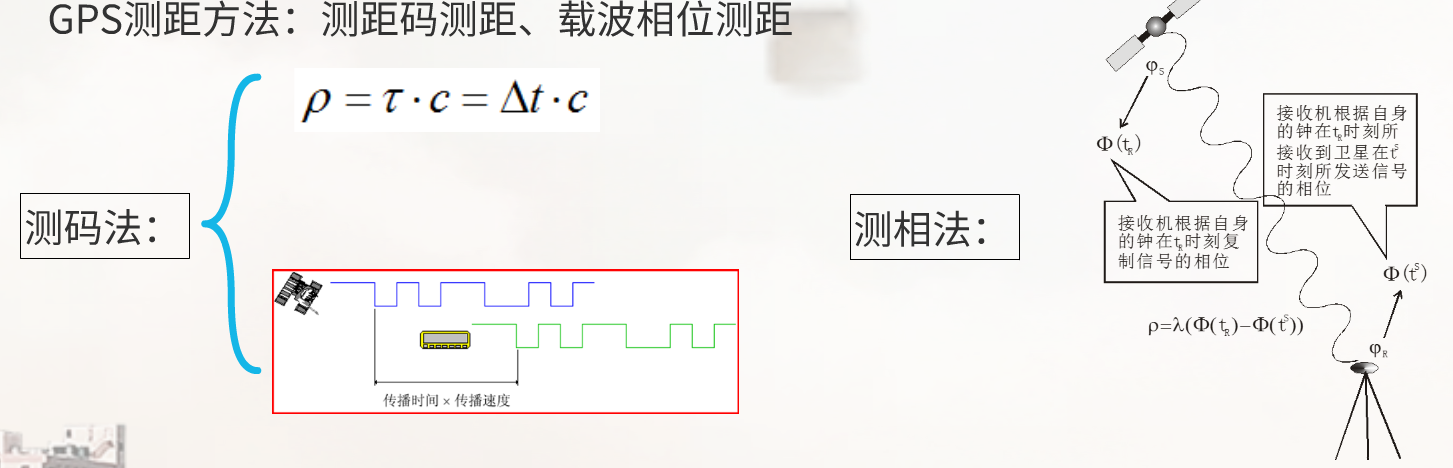 GPS测距方法：测距码测距、载波相位测距
ρ = τ · c = Δt · c
测码法：
传播时间 × 传播速度
测相法：
φS
Φ(tR)
接收机根据自身
的钟在tR时刻所
接收到卫星在tS
时刻所发送信号
的相位
接收机根据自身
的钟在tR时刻复
制信号的相位
Φ(tS)
ρ=λ(Φ(tR)−Φ(tS))
φR